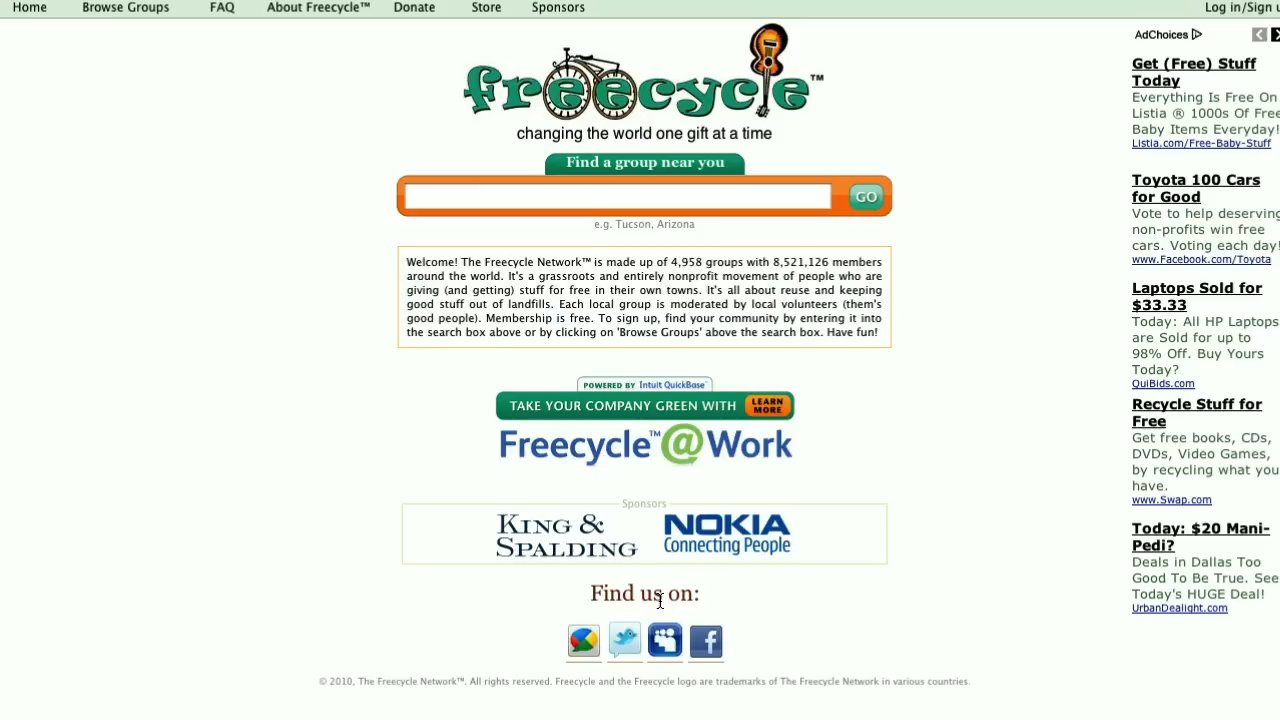 Home Browse Groups FAQ About Freecycle™ Donate Store Sponsors Log in/Sign
freecycle™
changing the world one gift at a time
Find a group near you
GO
e.g. Tucson, Arizona
Welcome! The Freecycle Network™ is made up of 4,958 groups with 8,521,126 members
around the world. It's a grassroots and entirely nonprofit movement of people who are
giving (and getting) stuff for free in their own towns. It's all about reuse and keeping
good stuff out of landfills. Each local group is moderated by local volunteers (them's
good people). Membership is free. To sign up, find your community by entering it into
the search box above or by clicking on 'Browse Groups' above the search box. Have fun!
POWERED BY Intuit QuickBase
TAKE YOUR COMPANY GREEN WITH LEARN MORE
Freecycle™@Work
Sponsors
KING &
SPALDING
NOKIA
Connecting People
Find us on:
© 2010, The Freecycle Network™. All rights reserved. Freecycle and the Freecycle logo are trademarks of The Freecycle Network in various countries.
AdChoices
Get (Free) Stuff
Today
Everything Is Free On
Listia ® 1000s Of Free
Baby Items Everyday!
Listia.com/Free-Baby-Stuff
Toyota 100 Cars
for Good
Vote to help deserving
non-profits win free
cars. Voting each day!
www.Facebook.com/Toyota
Laptops Sold for
$33.33
Today: All HP Laptops
are Sold for up to
98% Off. Buy Yours
Today?
QuiBids.com
Recycle Stuff for
Free
Get free books, CDs,
DVDs, Video Games,
by recycling what you
have.
www.Swap.com
Today: $20 Mani-
Pedi?
Deals in Dallas Too
Good To Be True. See
Today's HUGE Deal!
UrbanDealight.com